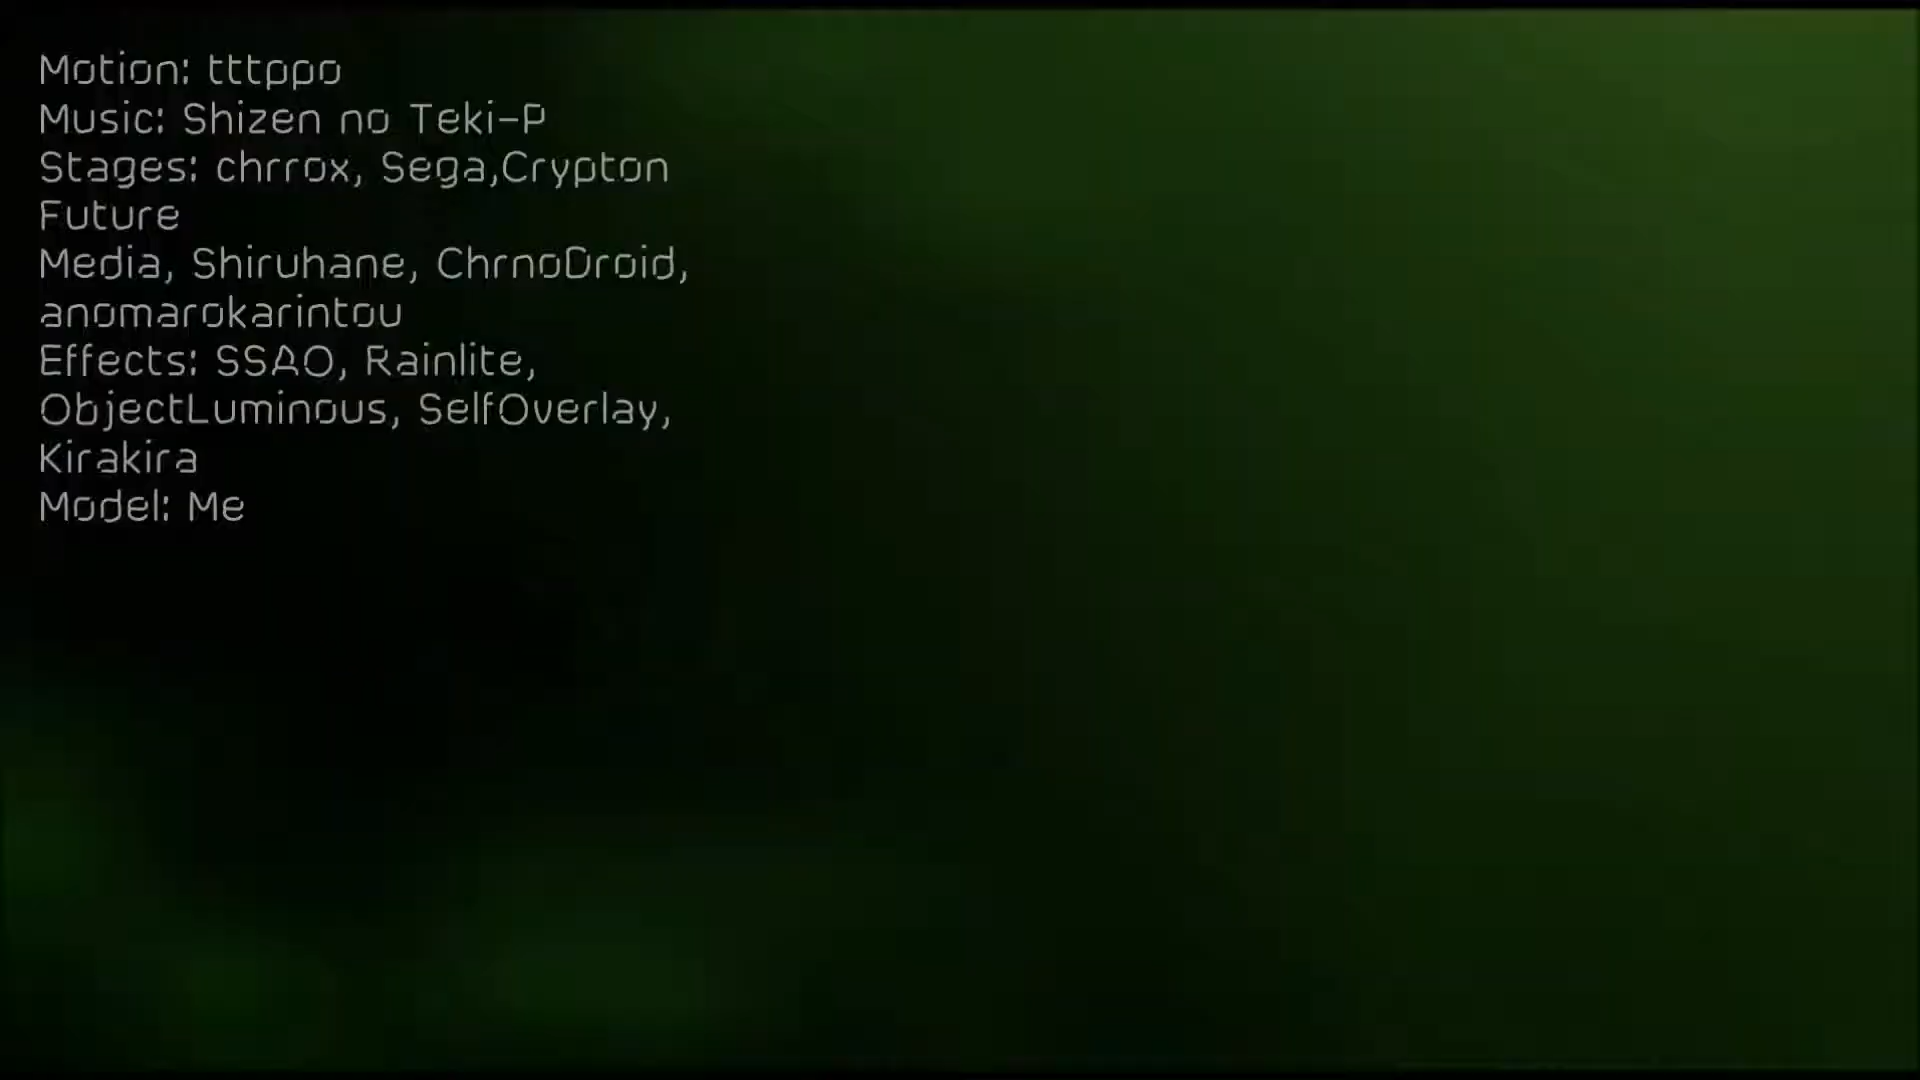 Motion: tttppo
Music: Shizen no Teki-P
Stages: chrrox, Sega,Crypton
Future
Media, Shiruhane, ChrnoDroid,
anomarokarintou
Effects: SSAO, Rainlite,
ObjectLuminous, SelfOverlay,
Kirakira
Model: Me